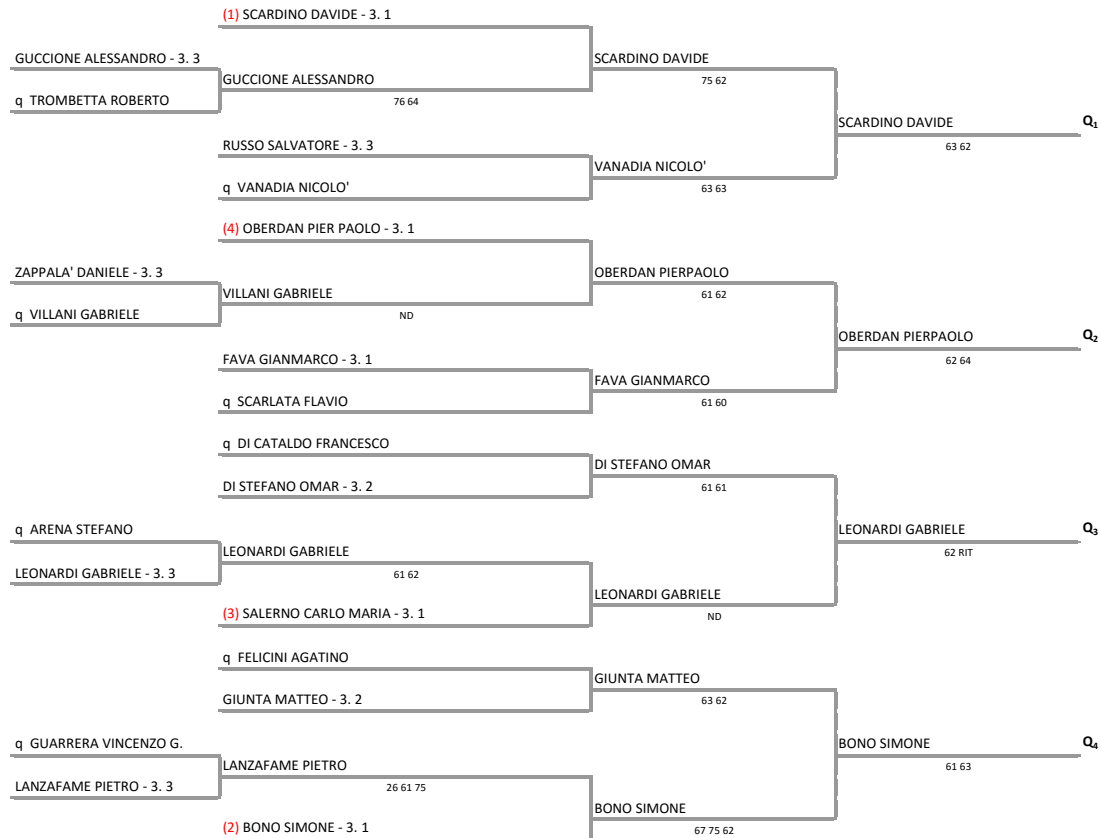 (1) SCARDINO DAVIDE - 3. 1
GUCCIONE ALESSANDRO - 3. 3
SCARDINO DAVIDE
GUCCIONE ALESSANDRO
75 62
q TROMBETTA ROBERTO
76 64
SCARDINO DAVIDE
Q1
RUSSO SALVATORE - 3. 3
63 62
VANADIA NICOLO'
q VANADIA NICOLO'
63 63
(4) OBERDAN PIER PAOLO - 3. 1
ZAPPALA' DANIELE - 3. 3
OBERDAN PIERPAOLO
VILLANI GABRIELE
61 62
q VILLANI GABRIELE
ND
OBERDAN PIERPAOLO
Q2
FAVA GIANMARCO - 3. 1
62 64
FAVA GIANMARCO
q SCARLATA FLAVIO
61 60
q DI CATALDO FRANCESCO
DI STEFANO OMAR
DI STEFANO OMAR - 3. 2
61 61
q ARENA STEFANO
LEONARDI GABRIELE
Q3
LEONARDI GABRIELE
62 RIT
LEONARDI GABRIELE - 3. 3
61 62
LEONARDI GABRIELE
(3) SALERNO CARLO MARIA - 3. 1
ND
q FELICINI AGATINO
GIUNTA MATTEO
GIUNTA MATTEO - 3. 2
63 62
q GUARRERA VINCENZO G.
BONO SIMONE
Q4
LANZAFAME PIETRO
61 63
LANZAFAME PIETRO - 3. 3
26 61 75
BONO SIMONE
(2) BONO SIMONE - 3. 1
67 75 62